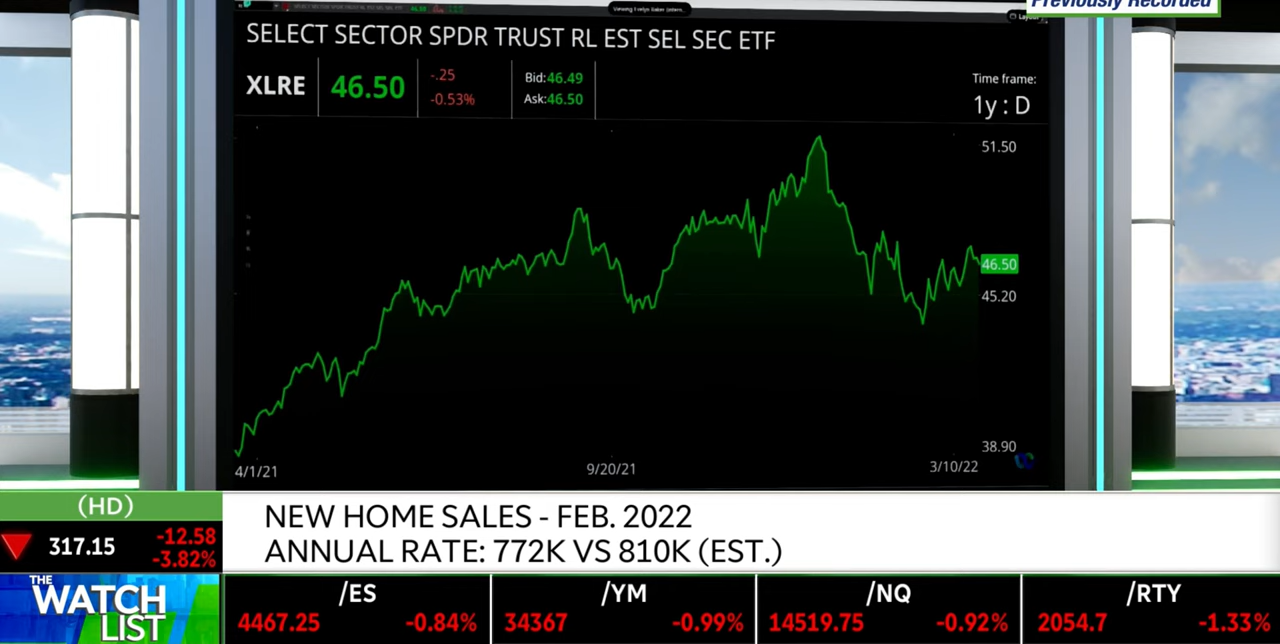 Previously Recorded
SELECT SECTOR SPDR TRUST RL EST SEL SEC ETF
XLRE
46.50
-.25
-0.53%
Bid:46.49
Ask:46.50
Time frame:
1y : D
51.50
46.50
45.20
38.90
4/1/21
9/20/21
3/10/22
(HD)
317.15
-12.58
-3.82%
NEW HOME SALES - FEB. 2022
ANNUAL RATE: 772K VS 810K (EST.)
THE
WATCH
LIST
/ES
4467.25 -0.84%
/YM
34367 -0.99%
/NQ
14519.75 -0.92%
/RTY
2054.7 -1.33%